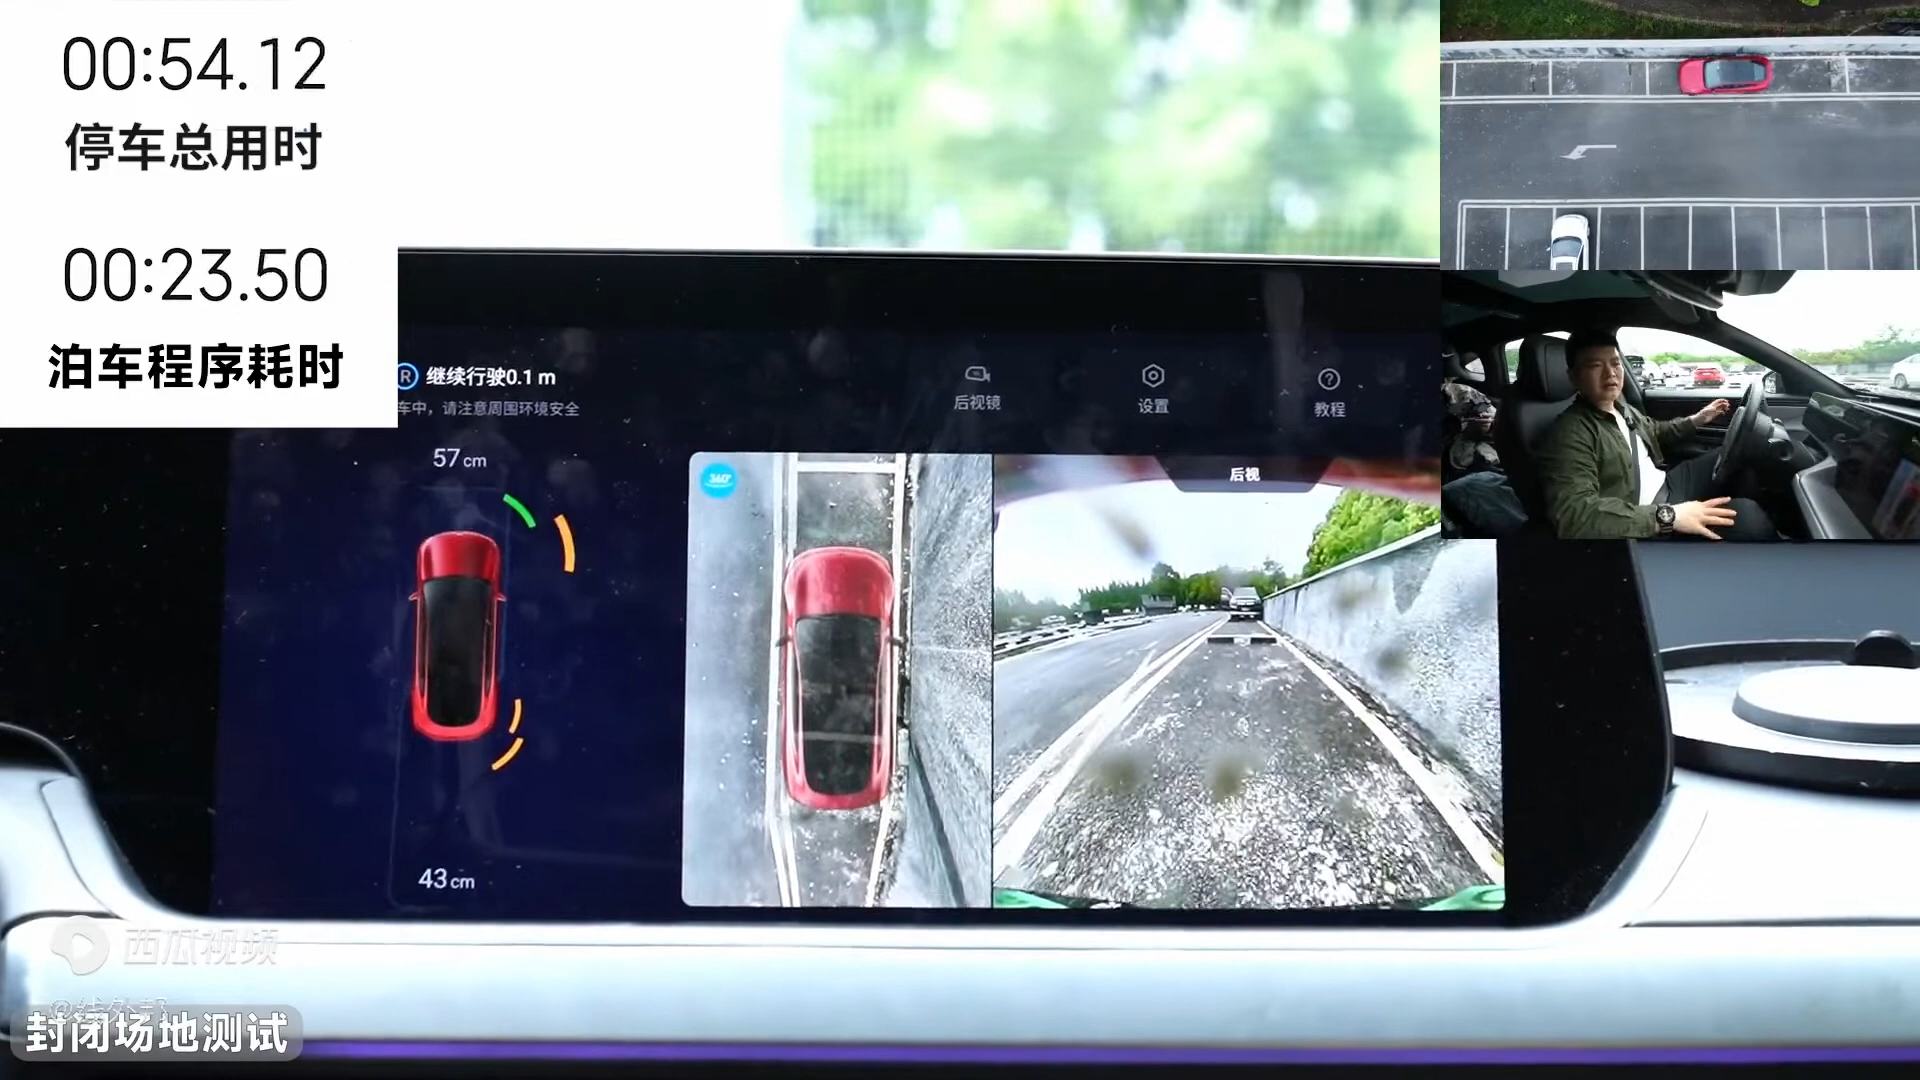 00:54.12
停车总用时
00:23.50
泊车程序耗时
R 继续行驶0.1 m
车中，请注意周围环境安全
后视镜
设置
教程
57 cm
43 cm
360°
后视
西瓜视频
封闭场地测试